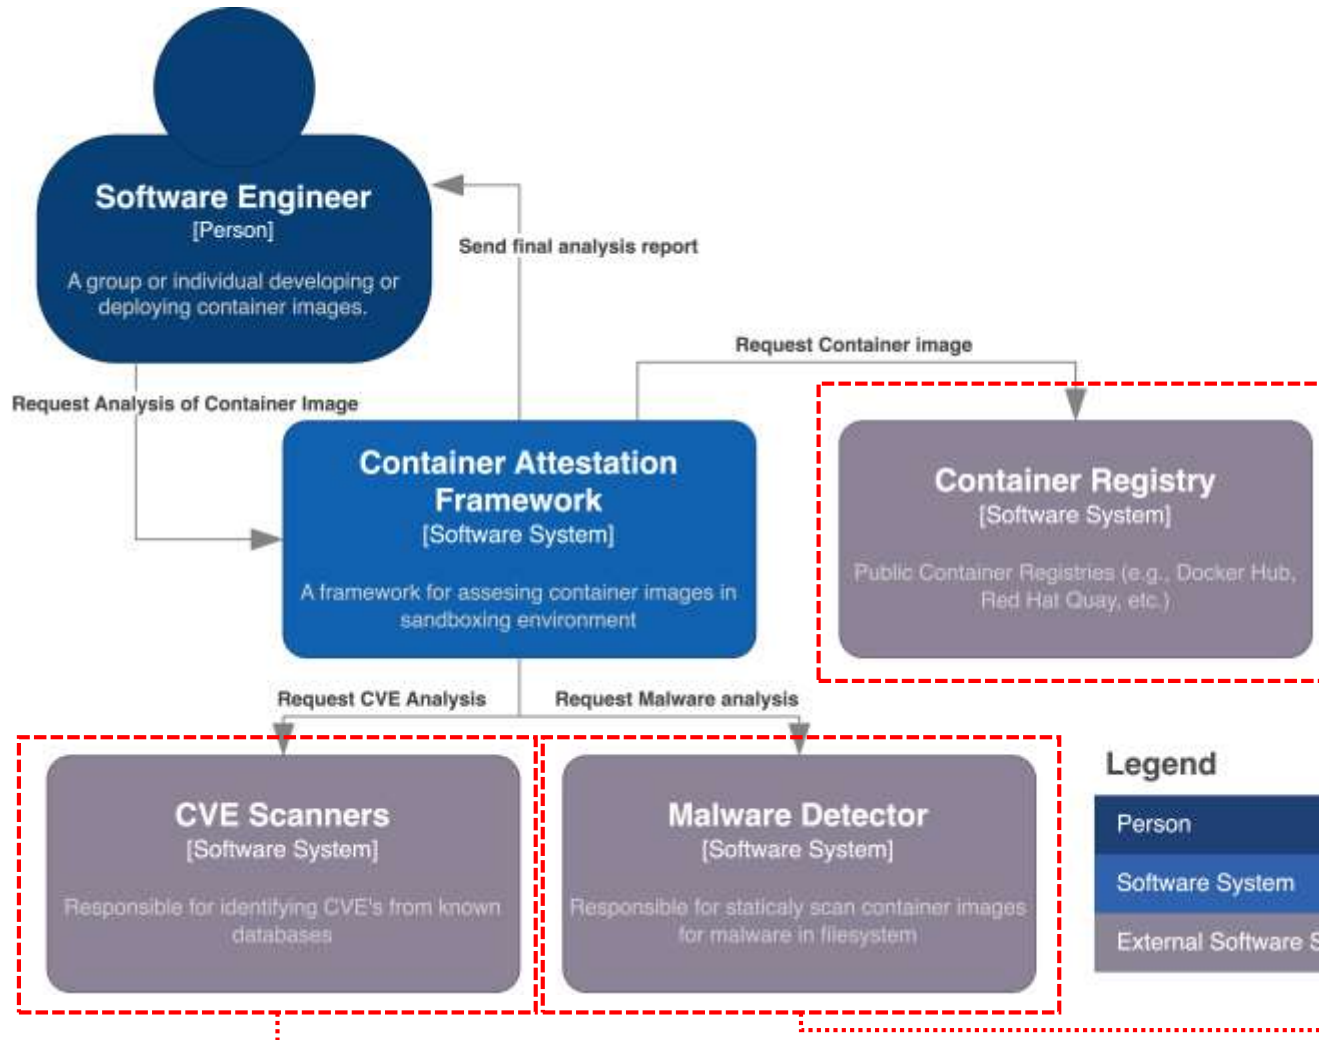 Software Engineer
[Person]
A group or individual developing or
deploying container images.
Send final analysis report
Request Container image
Request Analysis of Container Image
Container Attestation
Framework
[Software System]
A framework for assesing container images in
sandboxing environment
Container Registry
[Software System]
Public Container Registries (e.g., Docker Hub,
Red Hat Quay, etc.)
Request CVE Analysis
Request Malware analysis
CVE Scanners
[Software System]
Responsible for identifying CVE's from known
databases
Malware Detector
[Software System]
Responsible for staticaly scan container images
for malware in filesystem
Legend
Person
Software System
External Software S